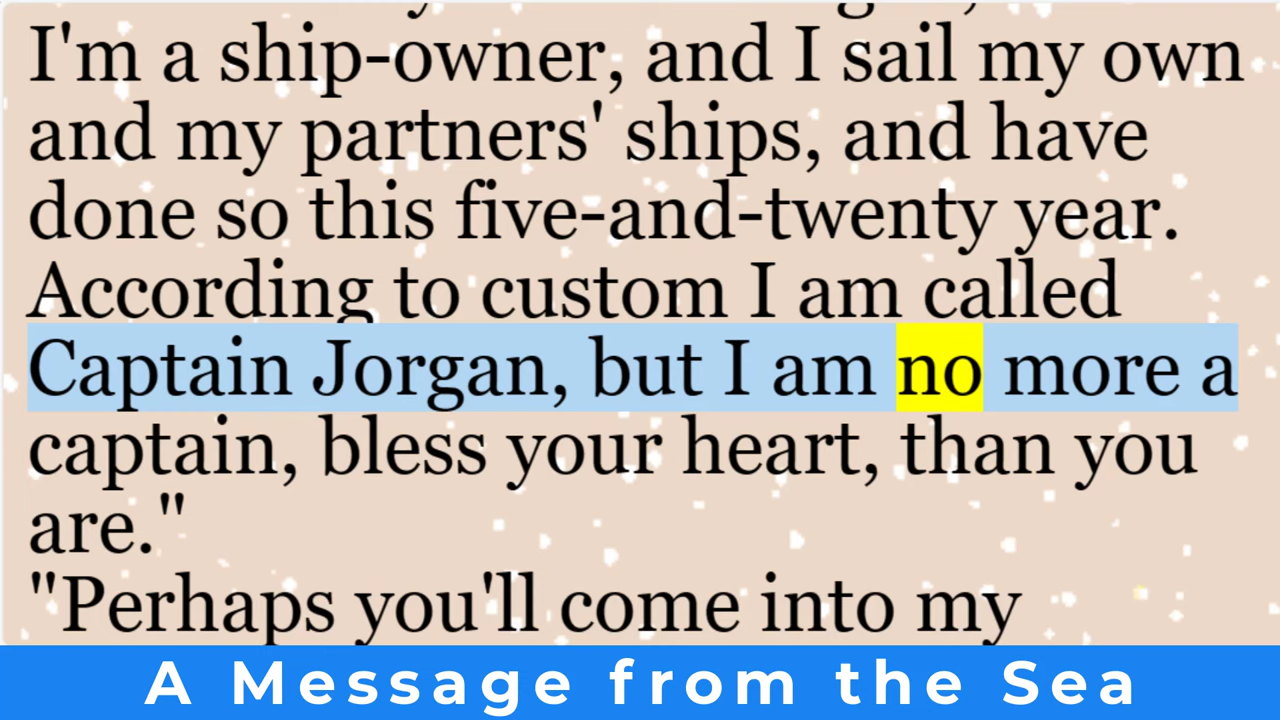 I'm a ship-owner, and I sail my own
and my partners' ships, and have
done so this five-and-twenty year.
According to custom I am called
Captain Jorgan, but I am no more a
captain, bless your heart, than you
are."
"Perhaps you'll come into my
A Message from the Sea